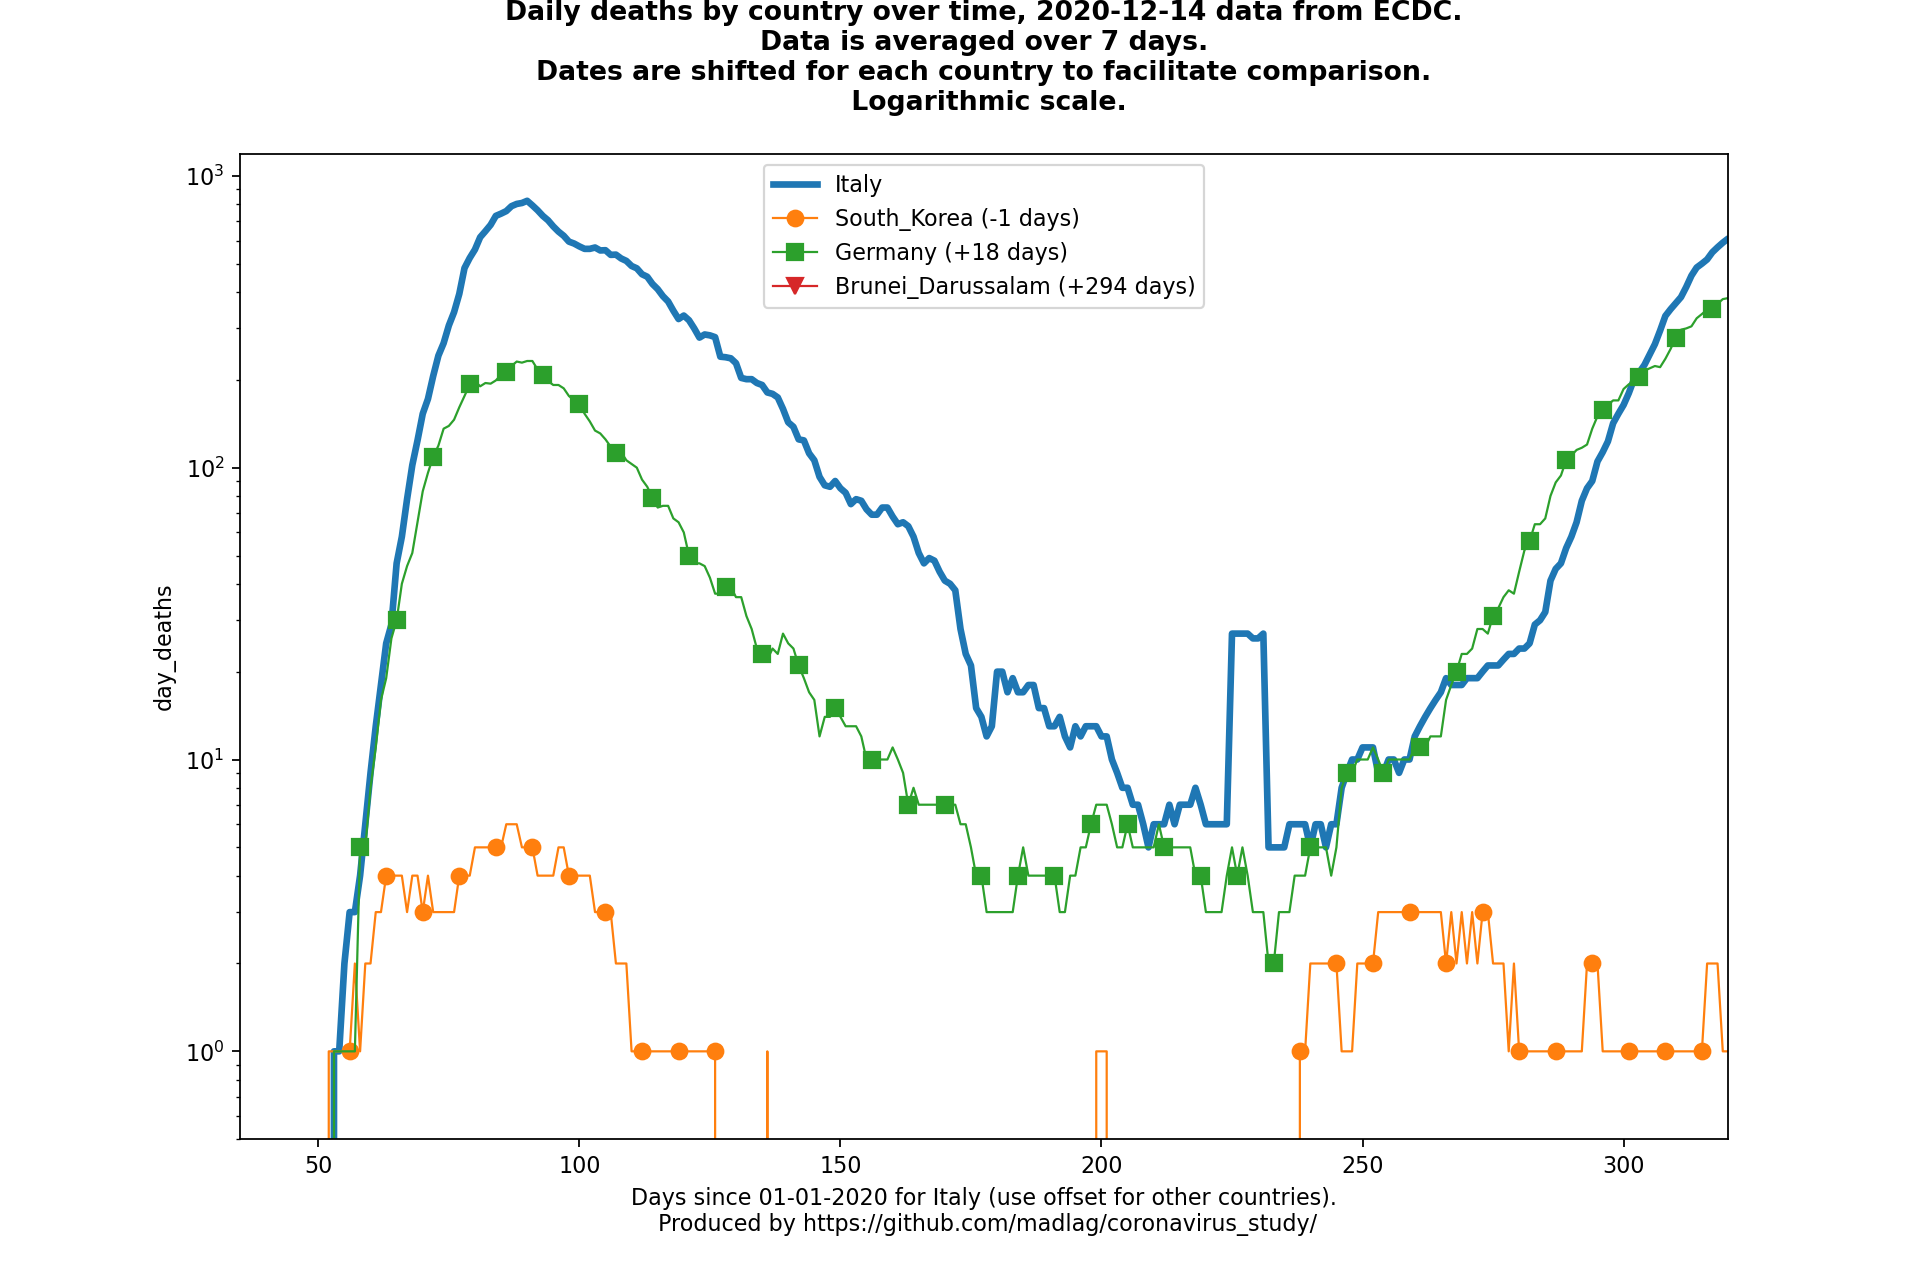 Daily deaths by country over time, 2020-12-14 data from ECDC.
Data is averaged over 7 days.
Dates are shifted for each country to facilitate comparison.
Logarithmic scale.
10³
10²
10¹
10⁰
day_deaths
Italy
South_Korea (-1 days)
Germany (+18 days)
Brunei_Darussalam (+294 days)
50 100 150 200 250 300
Days since 01-01-2020 for Italy (use offset for other countries).
Produced by https://github.com/madlag/coronavirus_study/